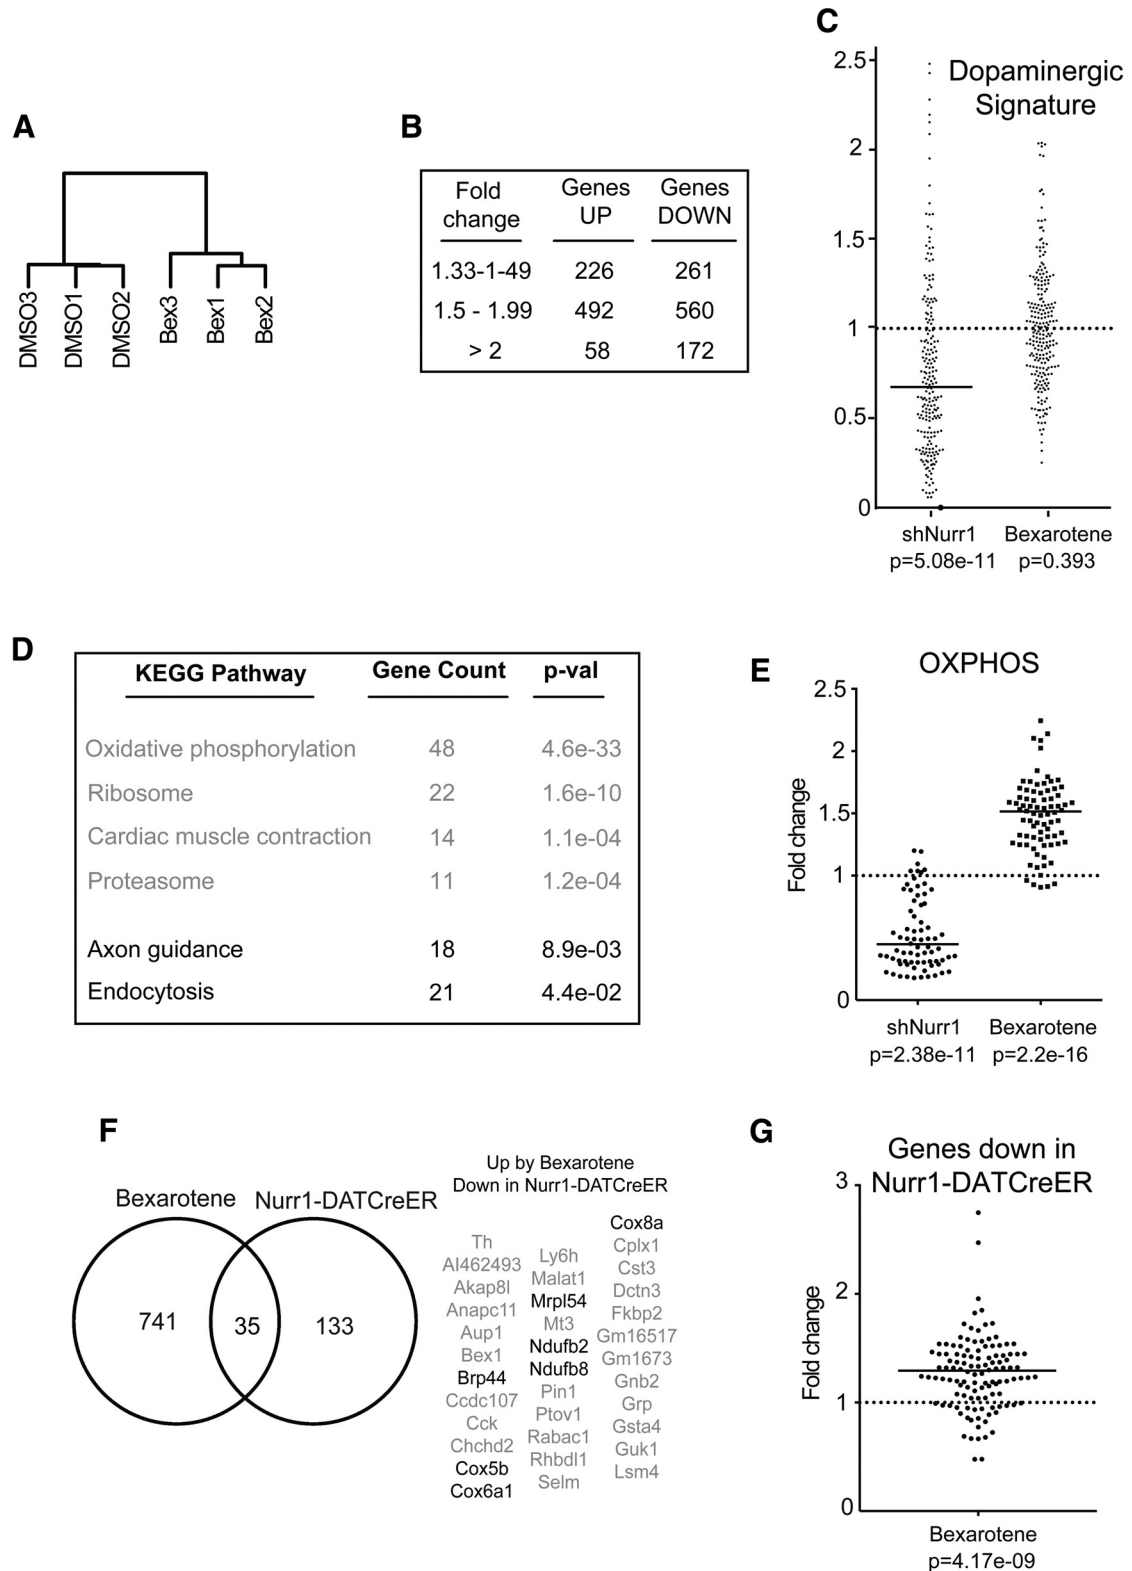 A
DMSO3
DMSO1
DMSO2
Bex3
Bex1
Bex2
B
Fold change
Genes UP
Genes DOWN
1.33-1-49 226 261
1.5 - 1.99 492 560
> 2 58 172
C
Dopaminergic
Signature
2.5
2
1.5
1
0.5
0
shNurr1
p=5.08e-11
Bexarotene
p=0.393
D
KEGG Pathway Gene Count p-val
Oxidative phosphorylation 48 4.6e-33
Ribosome 22 1.6e-10
Cardiac muscle contraction 14 1.1e-04
Proteasome 11 1.2e-04
Axon guidance 18 8.9e-03
Endocytosis 21 4.4e-02
E
OXPHOS
Fold change
2.5
2
1.5
1
0
shNurr1
p=2.38e-11
Bexarotene
p=2.2e-16
F
Bexarotene
Nurr1-DATCreER
741
35
133
Up by Bexarotene
Down in Nurr1-DATCreER
Th
AI462493
Akap8l
Anapc11
Aup1
Bex1
Brp44
Ccdc107
Cck
Chchd2
Cox5b
Cox6a1
Ly6h
Malat1
Mrpl54
Mt3
Ndufb2
Ndufb8
Pin1
Ptov1
Rabac1
Rhbdl1
Selm
Cox8a
Cplx1
Cst3
Dctn3
Fkbp2
Gm16517
Gm1673
Gnb2
Grp
Gsta4
Guk1
Lsm4
G
Genes down in
Nurr1-DATCreER
Fold change
3
2
1
0
Bexarotene
p=4.17e-09